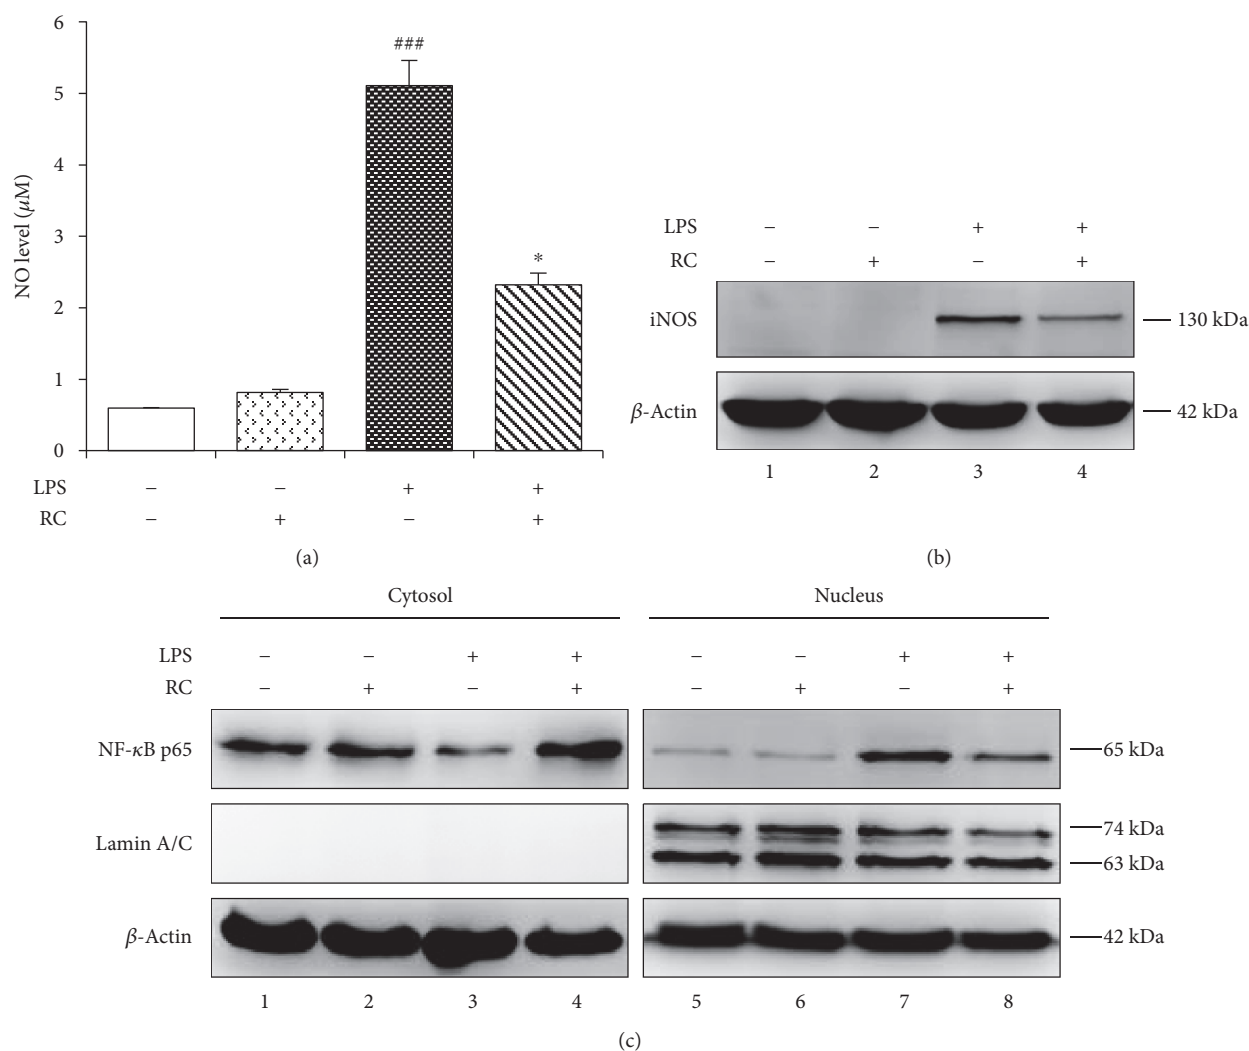 6
5
4
3
2
1
0
NO level (μM)
###
*
LPS − − + +
RC − + − +
(a)
LPS − − + +
RC − + − +
iNOS 130 kDa
β-Actin 42 kDa
1 2 3 4
(b)
Cytosol Nucleus
LPS − − + + − − + +
RC − + − + − + − +
NF-κB p65 65 kDa
Lamin A/C 74 kDa
63 kDa
β-Actin 42 kDa
1 2 3 4 5 6 7 8
(c)